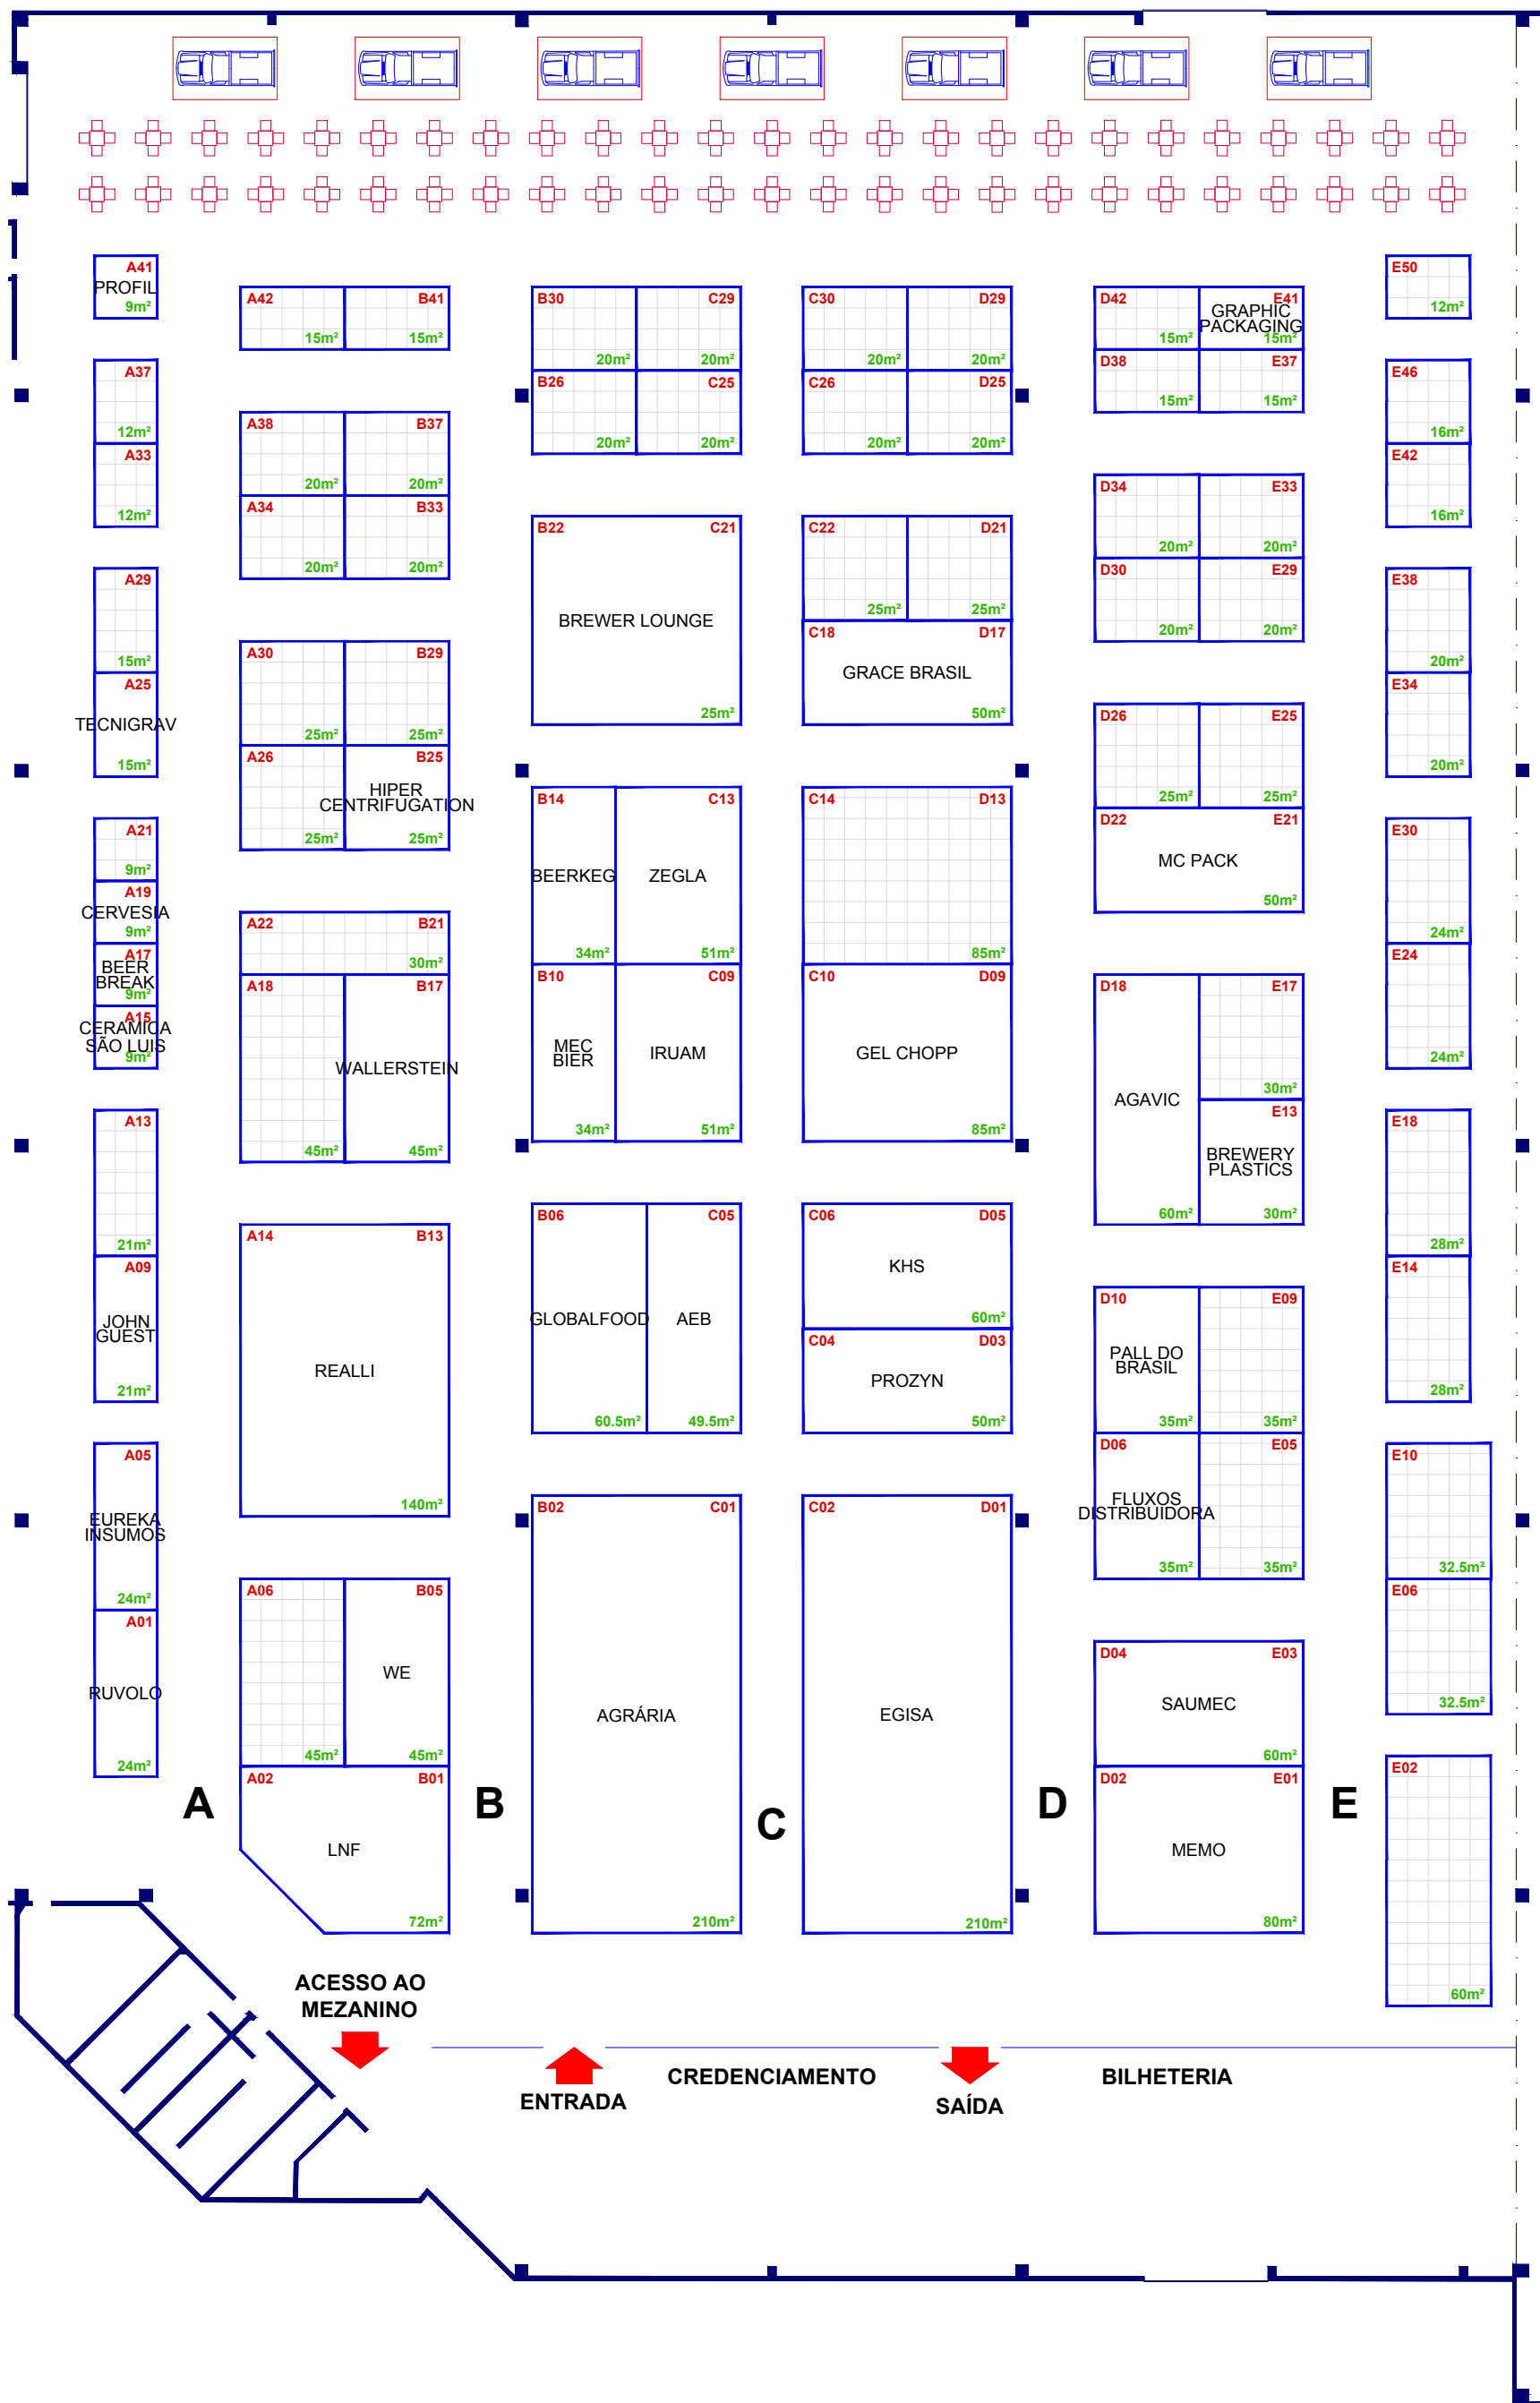 A41
PROFIL
9m²
A37
12m²
A33
12m²
A29
15m²
A25
TECNIGRAV
15m²
A21
9m²
A19
CERVESIA
9m²
A17
BEER
BREAK
9m²
A15
CERAMICA
SÃO LUIS
9m²
A13
21m²
A09
JOHN
GUEST
21m²
A05
EUREKA
INSUMOS
24m²
A01
RUVOLO
24m²
A
A42
15m²
B41
15m²
A38
20m²
B37
20m²
A34
20m²
B33
20m²
A30
25m²
B29
25m²
A26
25m²
B25
HIPER
CENTRIFUGATION
25m²
A22 B21
30m²
A18
45m²
B17
WALLERSTEIN
45m²
A14 B13
REALLI
140m²
A06
45m²
B05
WE
45m²
A02 B01
LNF
72m²
B
B30
20m²
C29
20m²
B26
20m²
C25
20m²
B22 C21
BREWER LOUNGE
25m²
B14
BEERKEG
34m²
C13
ZEGLA
51m²
B10
MEC
BIER
34m²
C09
IRUAM
51m²
B06
GLOBALFOOD
60.5m²
C05
AEB
49.5m²
B02 C01
AGRÁRIA
210m²
C
C30
20m²
D29
20m²
C26
20m²
D25
20m²
C22
25m²
D21
25m²
C18 D17
GRACE BRASIL
50m²
C14 D13
85m²
C10 D09
GEL CHOPP
85m²
C06 D05
KHS
60m²
C04 D03
PROZYN
50m²
C02 D01
EGISA
210m²
D
D42
15m²
E41
GRAPHIC
PACKAGING
15m²
D38
15m²
E37
15m²
D34
20m²
E33
20m²
D30
20m²
E29
20m²
D26
25m²
E25
25m²
D22 E21
MC PACK
50m²
D18
AGAVIC
60m²
E17
30m²
E13
BREWERY
PLASTICS
30m²
D10
PALL DO
BRASIL
35m²
E09
35m²
D06
FLUXOS
DISTRIBUIDORA
35m²
E05
35m²
D04 E03
SAUMEC
60m²
D02 E01
MEMO
80m²
E
E50
12m²
E46
16m²
E42
16m²
E38
20m²
E34
20m²
E30
24m²
E24
24m²
E18
28m²
E14
28m²
E10
32.5m²
E06
32.5m²
E02
60m²
ACESSO AO
MEZANINO
ENTRADA
CREDENCIAMENTO
SAÍDA
BILHETERIA